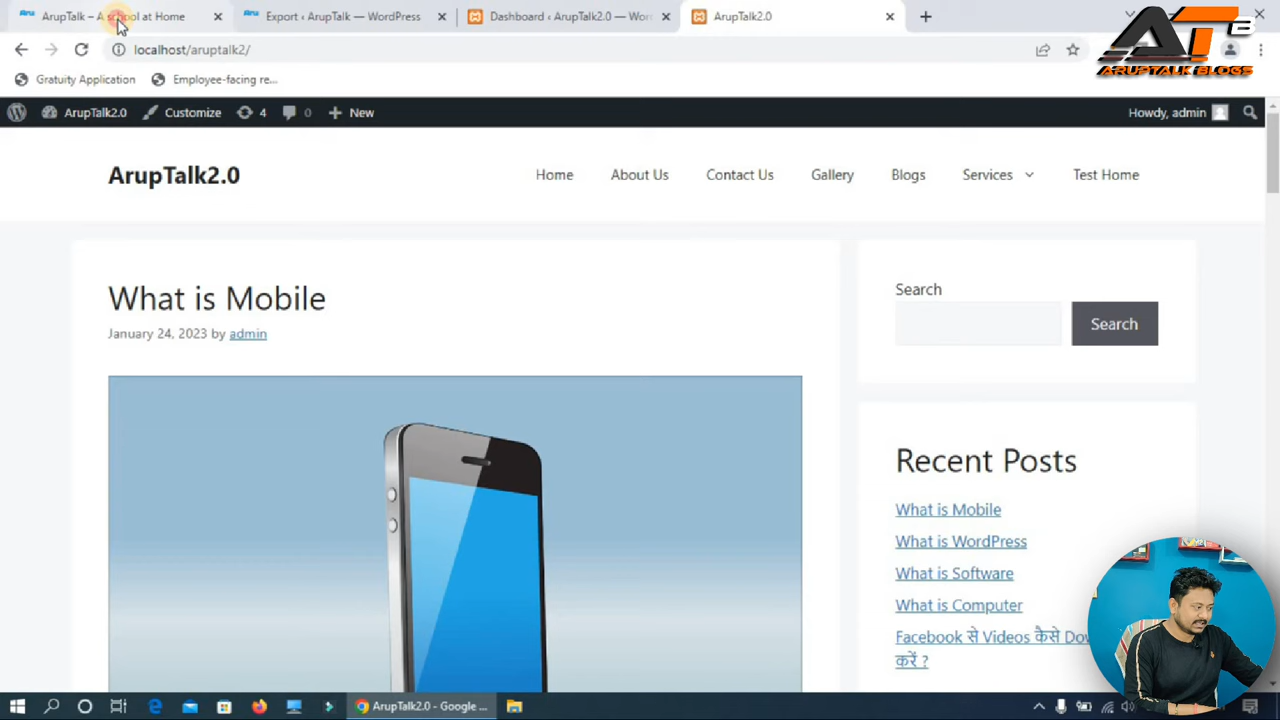 ArupTalk – A school at Home
Export ‹ ArupTalk — WordPress
Dashboard ‹ ArupTalk2.0 — Wor
ArupTalk2.0
ATB
ARUPTALK BLOGS
localhost/aruptalk2/
Gratuity Application
Employee-facing re...
ArupTalk2.0
Customize
4
0
New
Howdy, admin
ArupTalk2.0
Home
About Us
Contact Us
Gallery
Blogs
Services
Test Home
What is Mobile
January 24, 2023 by admin
Search
Search
Recent Posts
What is Mobile
What is WordPress
What is Software
What is Computer
Facebook से Videos कैसे Dow
करें ?
ArupTalk2.0 - Google ...